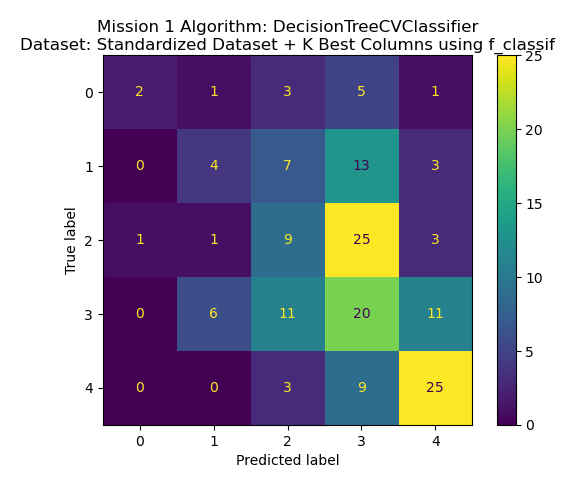 Mission 1 Algorithm: DecisionTreeCVClassifier
Dataset: Standardized Dataset + K Best Columns using f_classif
True label
0 2 1 3 5 1
1 0 4 7 13 3
2 1 1 9 25 3
3 0 6 11 20 11
4 0 0 3 9 25
0 1 2 3 4
Predicted label
25
20
15
10
5
0